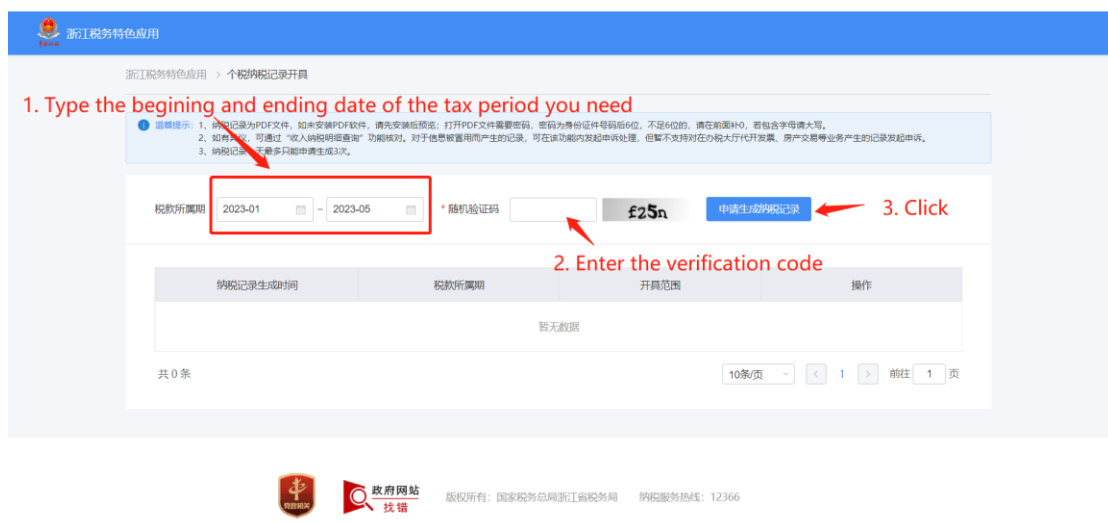 浙江税务特色应用
浙江税务特色应用 > 个税纳税记录开具
1. Type the begining and ending date of the tax period you need
温馨提示：1、纳税记录为PDF文件，如未安装PDF软件，请先安装后预览；打开PDF文件需要密码，密码为身份证件号码后6位，不足6位的，请在前面补0，若包含字母请大写。
2、如有异议，可通过“收入纳税明细查询”功能核对。对于信息被冒用而产生的记录，可在该功能内发起申诉处理，但暂不支持对在办税大厅代开发票、房产交易等业务产生的记录发起申诉。
3、纳税记录一天最多只能申请生成3次。
税款所属期 2023-01 - 2023-05 * 随机验证码 f25n 申请生成纳税记录 3. Click
2. Enter the verification code
纳税记录生成时间 税款所属期 开具范围 操作
暂无数据
共 0 条 10条/页 < 1 > 前往 1 页
党政机关 政府网站 找错 版权所有：国家税务总局浙江省税务局 纳税服务热线：12366